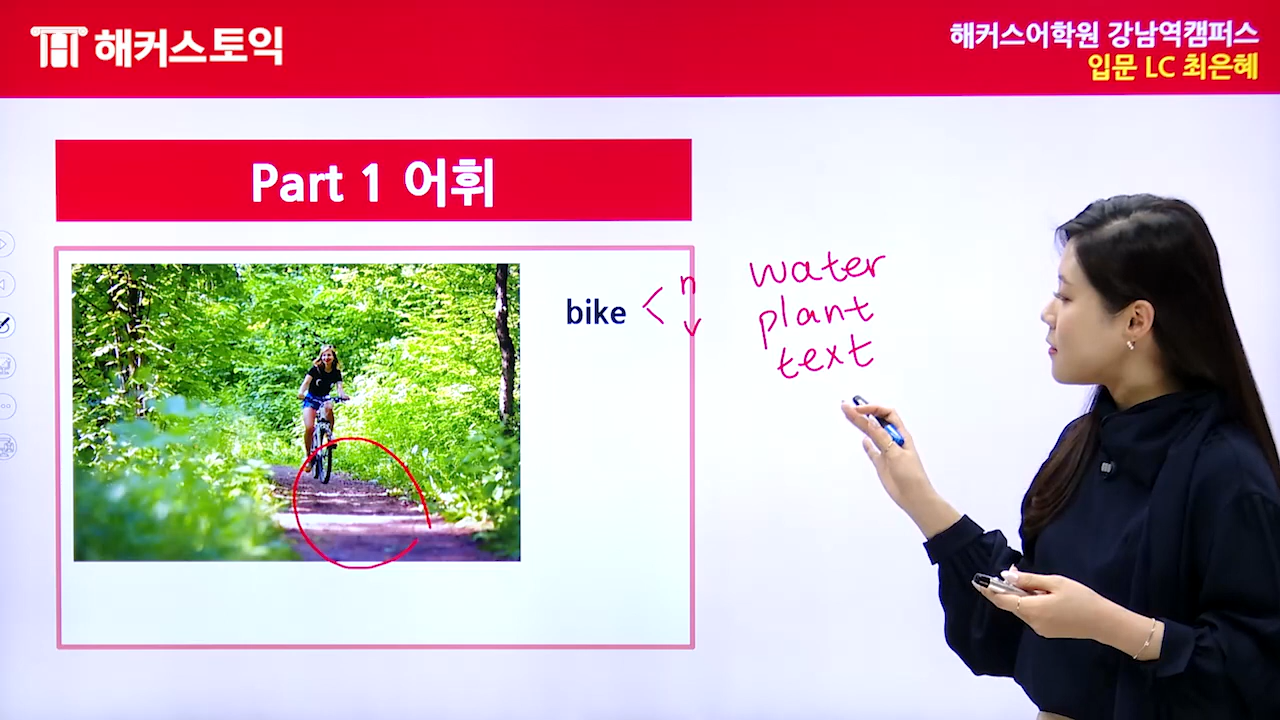 해커스토익
해커스어학원 강남역캠퍼스
입문 LC 최은혜
Part 1 어휘
bike
n
v
water
plant
text